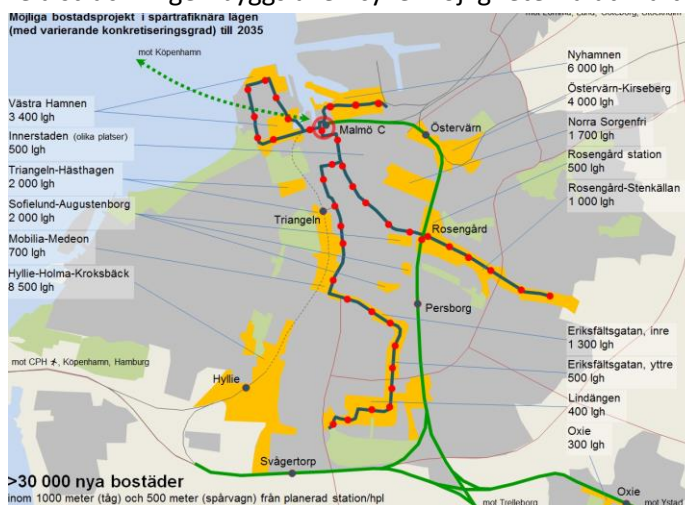 Möjliga bostadsprojekt i spårtrafiknära lägen
(med varierande konkretiseringsgrad) till 2035
mot Köpenhamn
Västra Hamnen
3 400 lgh
Innerstaden (olika platser)
500 lgh
Triangeln-Hästhagen
2 000 lgh
Sofielund-Augustenborg
2 000 lgh
Mobilia-Medeon
700 lgh
Hyllie-Holma-Kroksbäck
8 500 lgh
mot CPH
, Köpenhamn, Hamburg
Nyhamnen
6 000 lgh
Östervärn-Kirseberg
4 000 lgh
Norra Sorgenfri
1 700 lgh
Rosengård station
500 lgh
Rosengård-Stenkällan
1 000 lgh
Malmö C
Östervärn
Triangeln
Rosengård
Persborg
Hyllie
Svågertorp
Eriksfältsgatan, inre
1 300 lgh
Eriksfältsgatan, yttre
500 lgh
Lindängen
400 lgh
Oxie
300 lgh
Oxie
>30 000 nya bostäder
inom 1000 meter (tåg) och 500 meter (spårvagn) från planerad station/hpl
mot Trelleborg
mot Ystad